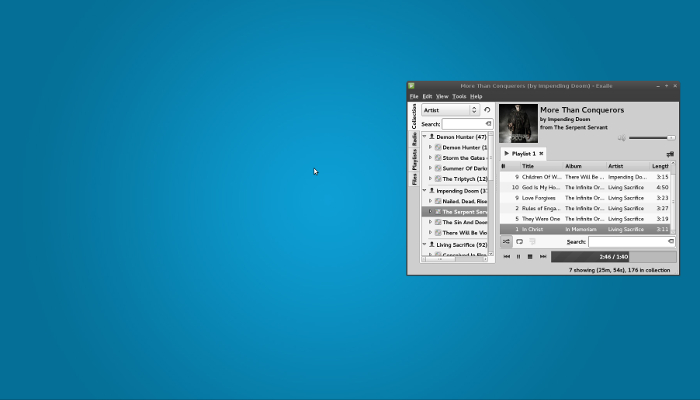 More Than Conquerors (by Impending Doom) - Exaile
File Edit View Tools Help
Collection
Radio
Playlists
Files
Artist
Search:
Demon Hunter (47)
Demon Hunter (1
Storm the Gates
Summer Of Dark
The Triptych (12)
Impending Doom (3
Nailed. Dead. Rise
The Serpent Serv
The Sin And Doom
There Will Be Vio
Living Sacrifice (92)
Conceived In Fire
More Than Conquerors
by Impending Doom
from The Serpent Servant
Playlist 1
# Title Album Artist Length
9 Children Of W... There Will Be ... Impending Do... 3:15
10 God Is My Ho... The Infinite Or... Living Sacrifice 4:50
9 Love Forgives The Infinite Or... Living Sacrifice 3:23
2 Rules of Enga... The Infinite Or... Living Sacrifice 3:27
5 They Were One The Infinite Or... Living Sacrifice 3:19
1 In Christ In Memoriam Living Sacrifice 3:11
Search:
2:46 / 1:40
7 showing (25m, 54s), 176 in collection